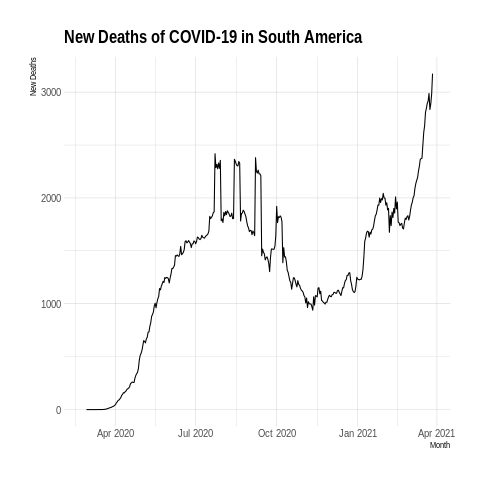 New Deaths of COVID-19 in South America
New Deaths
3000
2000
1000
0
Apr 2020 Jul 2020 Oct 2020 Jan 2021 Apr 2021
Month